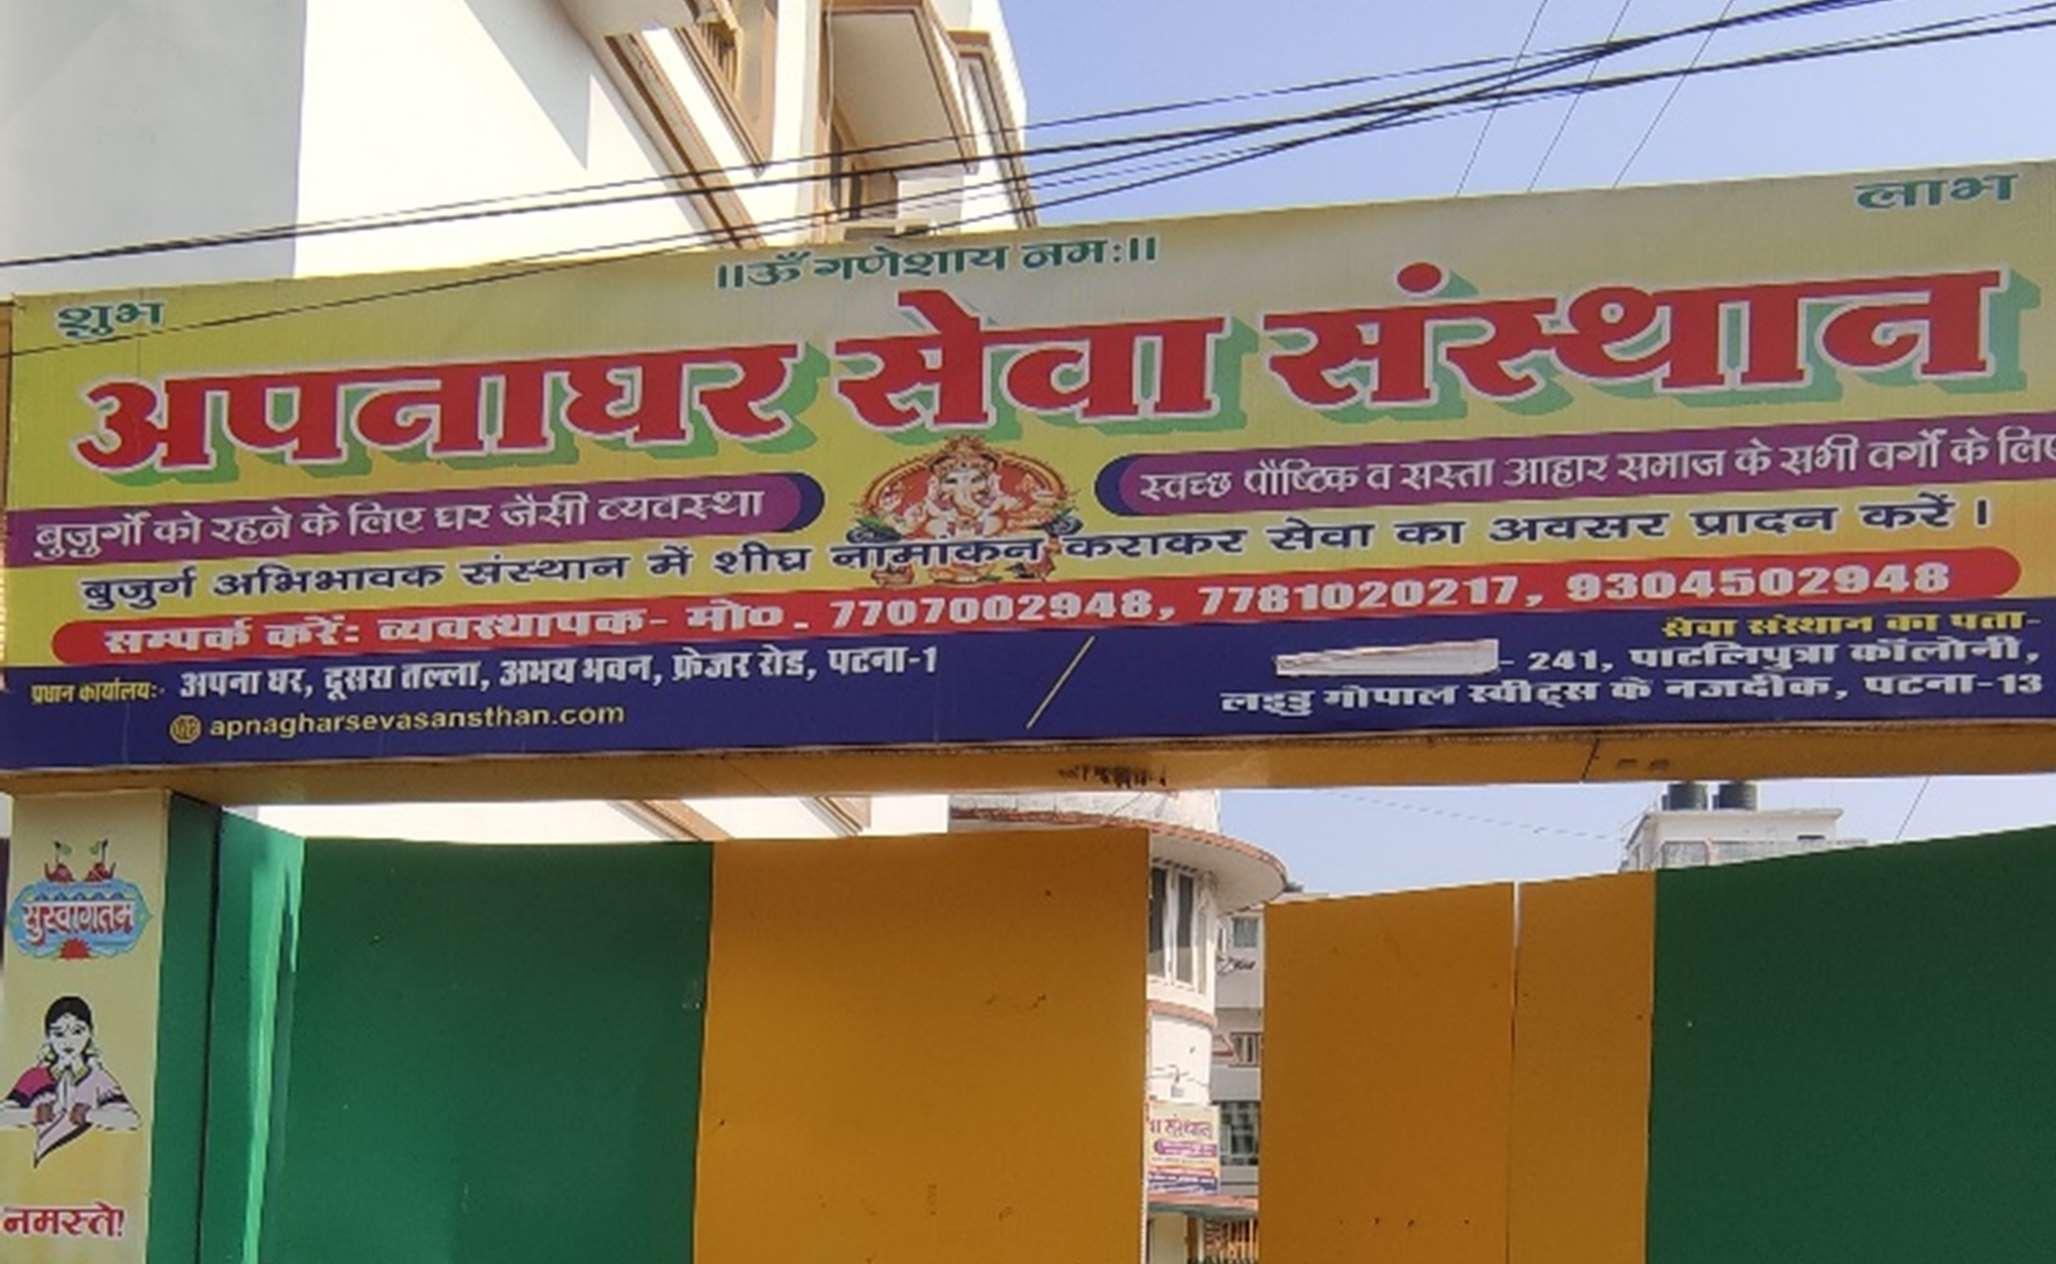 शुभ
लाभ
॥ॐ गणेशाय नमः॥
अपनाघर सेवा संस्थान
बुजुर्गो को रहने के लिए घर जैसी व्यवस्था
स्वच्छ पौष्टिक व सस्ता आहार समाज के सभी वर्गो के लिए
बुजुर्ग अभिभावक संस्थान में शीघ्र नामांकन कराकर सेवा का अवसर प्रादन करें।
सम्पर्क करें: व्यवस्थापक- मो०. 7707002948, 7781020217, 9304502948
प्रधान कार्यालय:- अपना घर, दूसरा तल्ला, अभय भवन, फ्रेजर रोड, पटना-1
apnagharsevasansthan.com
सेवा संस्थान का पता-
- 241, पाटलिपुत्रा कॉलोनी,
लड्डु गोपाल स्वीट्स के नजदीक, पटना-13
सुस्वागतम
नमस्ते!
संस्थान